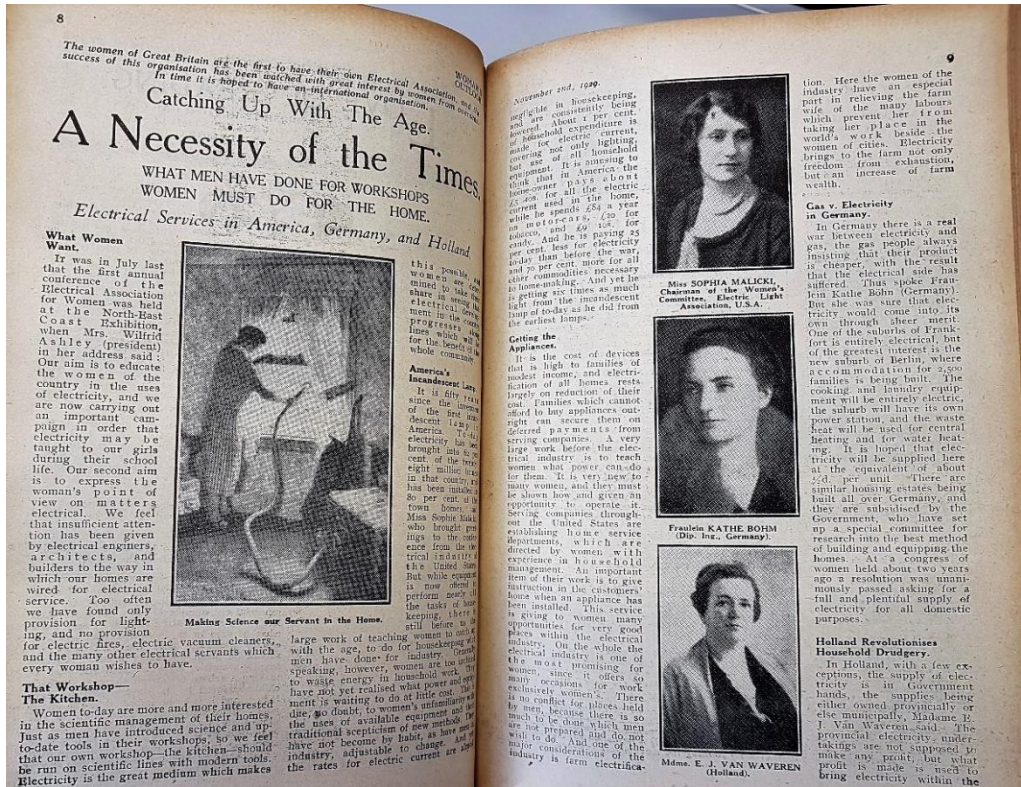 8
The women of Great Britain are the first to have their own Electrical Association, and
success of this organisation has been watched with great interest by women from
In time it is hoped to have an international organisation.
WOMAN'S
OUTLOOK
Catching Up With The Age.
A Necessity of the Times.
WHAT MEN HAVE DONE FOR WORKSHOPS
WOMEN MUST DO FOR THE HOME.
Electrical Services in America, Germany, and Holland
What Women
Want.
IT was in July last
that the first annual
conference of the
Electrical Association
for Women was held
at the North-East
Coast Exhibition,
when Mrs. Wilfrid
Ashley (president)
in her address said:
Our aim is to educate
the women of the
country in the uses
of electricity, and we
are now carrying out
an important cam-
paign in order that
electricity may be
taught to our girls
during their school
life. Our second aim
is to express the
woman's point of
view on matters
electrical. We feel
that insufficient atten-
tion has been given
by electrical enginers,
architects, and
builders to the way in
which our homes are
wired for electrical
service. Too often
we have found only
provision for light-
ing, and no provision
for electric fires, electric vacuum cleaners,
and the many other electrical servants which
every woman wishes to have.
That Workshop—
The Kitchen.
Women to-day are more and more interested
in the scientific management of their homes.
Just as men have introduced science and up-
to-date tools in their workshops, so we feel
that our own workshop—the kitchen—should
be run on scientific lines with modern tools.
Electricity is the great medium which makes
Making Science our Servant in the Home.
this possible, and
women are deter-
mined to take their
share in seeing that
electrical develop-
ment in the country
progresses along
lines which will be
for the benefit of the
whole community.
America's
Incandescent Lamp.
It is fifty years
since the invention
of the first incan-
descent lamp in
America. To-day
electricity has been
brought into
cent. of the twenty-
eight million homes
in that country, and
has been installed in
80 per cent. of the
town homes,
Miss Sophie Malicki,
who brought greet-
ings to the confer-
ence from the elec-
trical industry of
the United States.
But while equipment
is now offered to
perform nearly all
the tasks of house-
keeping, there is
still before us the
large work of teaching women to catch up
with the age, to do for housekeeping what
men have done for industry. Generally
speaking, however, women are too untrained
to waste energy in household work. They
have not yet realised what power and equip-
ment is waiting to do at little cost. That is
due, no doubt, to women's unfamiliarity with
the uses of available equipment and their
traditional scepticism of new methods. They
have not become by habit, as have men in
industry, adjustable to change. And yet
the rates for electric current are almost
November 2nd, 1929.
9
negligible in housekeeping,
and are consistently being
lowered. About 1 per cent.
of household expenditure is
made for electric current,
covering not only lighting,
but use of all household
equipment. It is amusing to
think that in America the
home-owner pays about
£5 10s. for all the electric
current used in the home,
while he spends £64 a year
on motor-cars, £20 for
tobacco, and £9 10s. for
candy. And he is paying 25
per cent. less for electricity
to-day than before the war,
and 70 per cent. more for all
other commodities necessary
to home-making. And yet he
is getting six times as much
light from the incandescent
lamp of to-day as he did from
the earliest lamps.
Getting the
Appliances.
It is the cost of devices
that is high to families of
modest income, and electri-
fication of all homes rests
largely on reduction of their
cost. Families which cannot
afford to buy appliances out-
right can secure them on
deferred payments from
serving companies. A very
large work before the elec-
trical industry is to teach
women what power can do
for them. It is very new to
many women, and they must
be shown how and given an
opportunity to operate it.
Serving companies through-
out the United States are
establishing home service
departments, which are
directed by women with
experience in household
management. An important
item of their work is to give
instruction in the customers'
home when an appliance has
been installed. This service
is giving to women many
opportunities for very good
places within the electrical
industry. On the whole the
electrical industry is one of
the most promising for
women, since it offers so
many occasions for work
exclusively women's. There
is no conflict for places held
by men, because there is so
much to be done which men
are not prepared and do not
wish to do. And one of the
major considerations of the
industry is farm electrifica-
Miss SOPHIA MALICKI,
Chairman of the Women's
Committee, Electric Light
Association, U.S.A.
Fraulein KATHE BOHM
(Dip. Ing., Germany).
Mdme. E. J. VAN WAVEREN
(Holland).
tion. Here the women of the
industry have an especial
part in relieving the farm
wife of the many labours
which prevent her from
taking her place in the
world's work beside the
women of cities. Electricity
brings to the farm not only
freedom from exhaustion,
but an increase of farm
wealth.
Gas v. Electricity
in Germany.
In Germany there is a real
war between electricity and
gas, the gas people always
insisting that their product
is cheaper, with the result
that the electrical side has
suffered. Thus spoke Frau-
lein Kathe Böhm (Germany).
But she was sure that elec-
tricity would come into its
own through sheer merit.
One of the suburbs of Frank-
fort is entirely electric, but
of the greatest interest is the
new suburb of Berlin, where
accommodation for 2,500
families is being built. The
cooking and laundry equip-
ment will be entirely electric,
the suburb will have its own
power station, and the waste
heat will be used for central
heating and for water heat-
ing. It is hoped that elec-
tricity will be supplied here
at the equivalent of about
½d. per unit. There are
similar housing estates being
built all over Germany, and
they are subsidised by the
Government, who have set
up a special committee for
research into the best method
of building and equipping the
homes. At a congress of
women held about two years
ago a resolution was unani-
mously passed asking for a
full and plentiful supply of
electricity for all domestic
purposes.
Holland Revolutionises
Household Drudgery.
In Holland, with a few ex-
ceptions, the supply of elec-
tricity is in Government
hands, the supplies being
either owned provincially or
else municipally, Madame E.
J. Van Waveren said. The
provincial electricity under-
takings are not supposed to
make any profit, but what
profit is made is used to
bring electricity within the